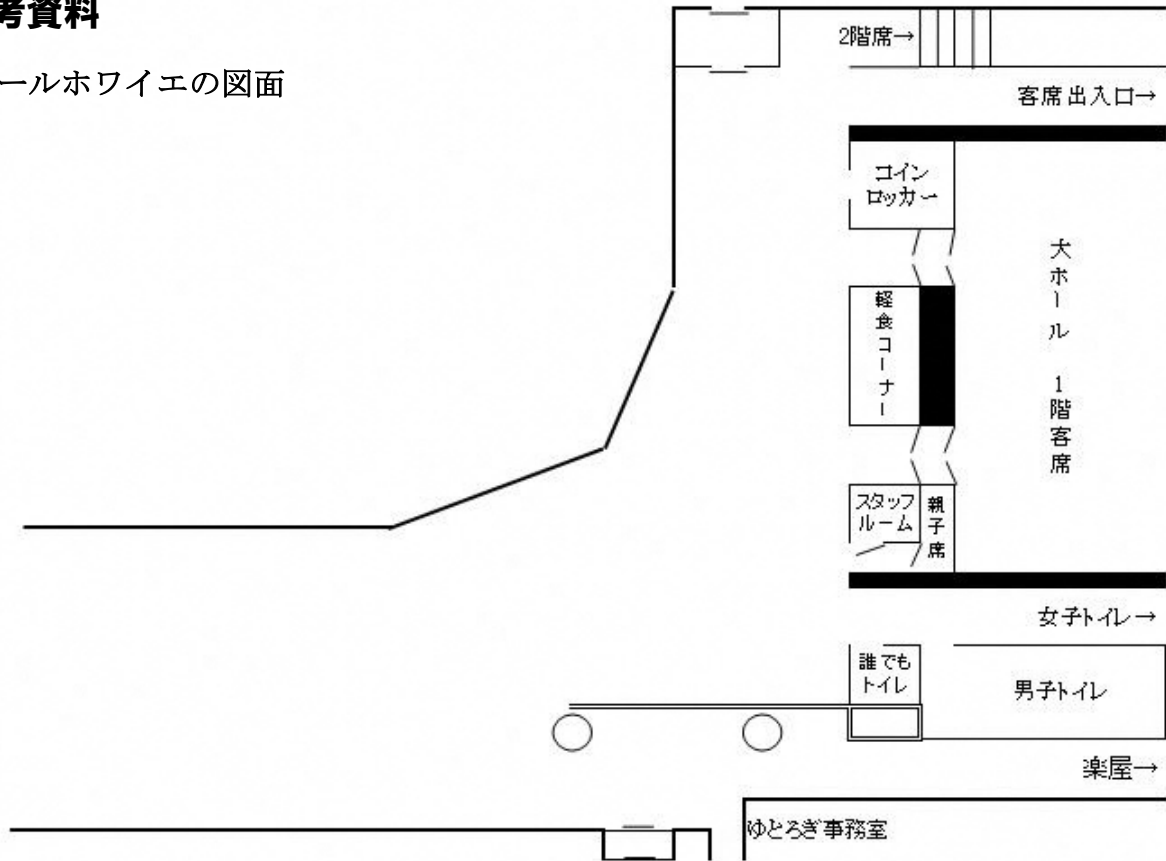 考資料
ールホワイエの図面
2階席→
客席出入口→
コイン
ロッカー
大ホール 1階客席
軽食コーナー
スタッフ
ルーム
親子席
女子トイレ→
誰でも
トイレ
男子トイレ
楽屋→
ゆとろぎ事務室